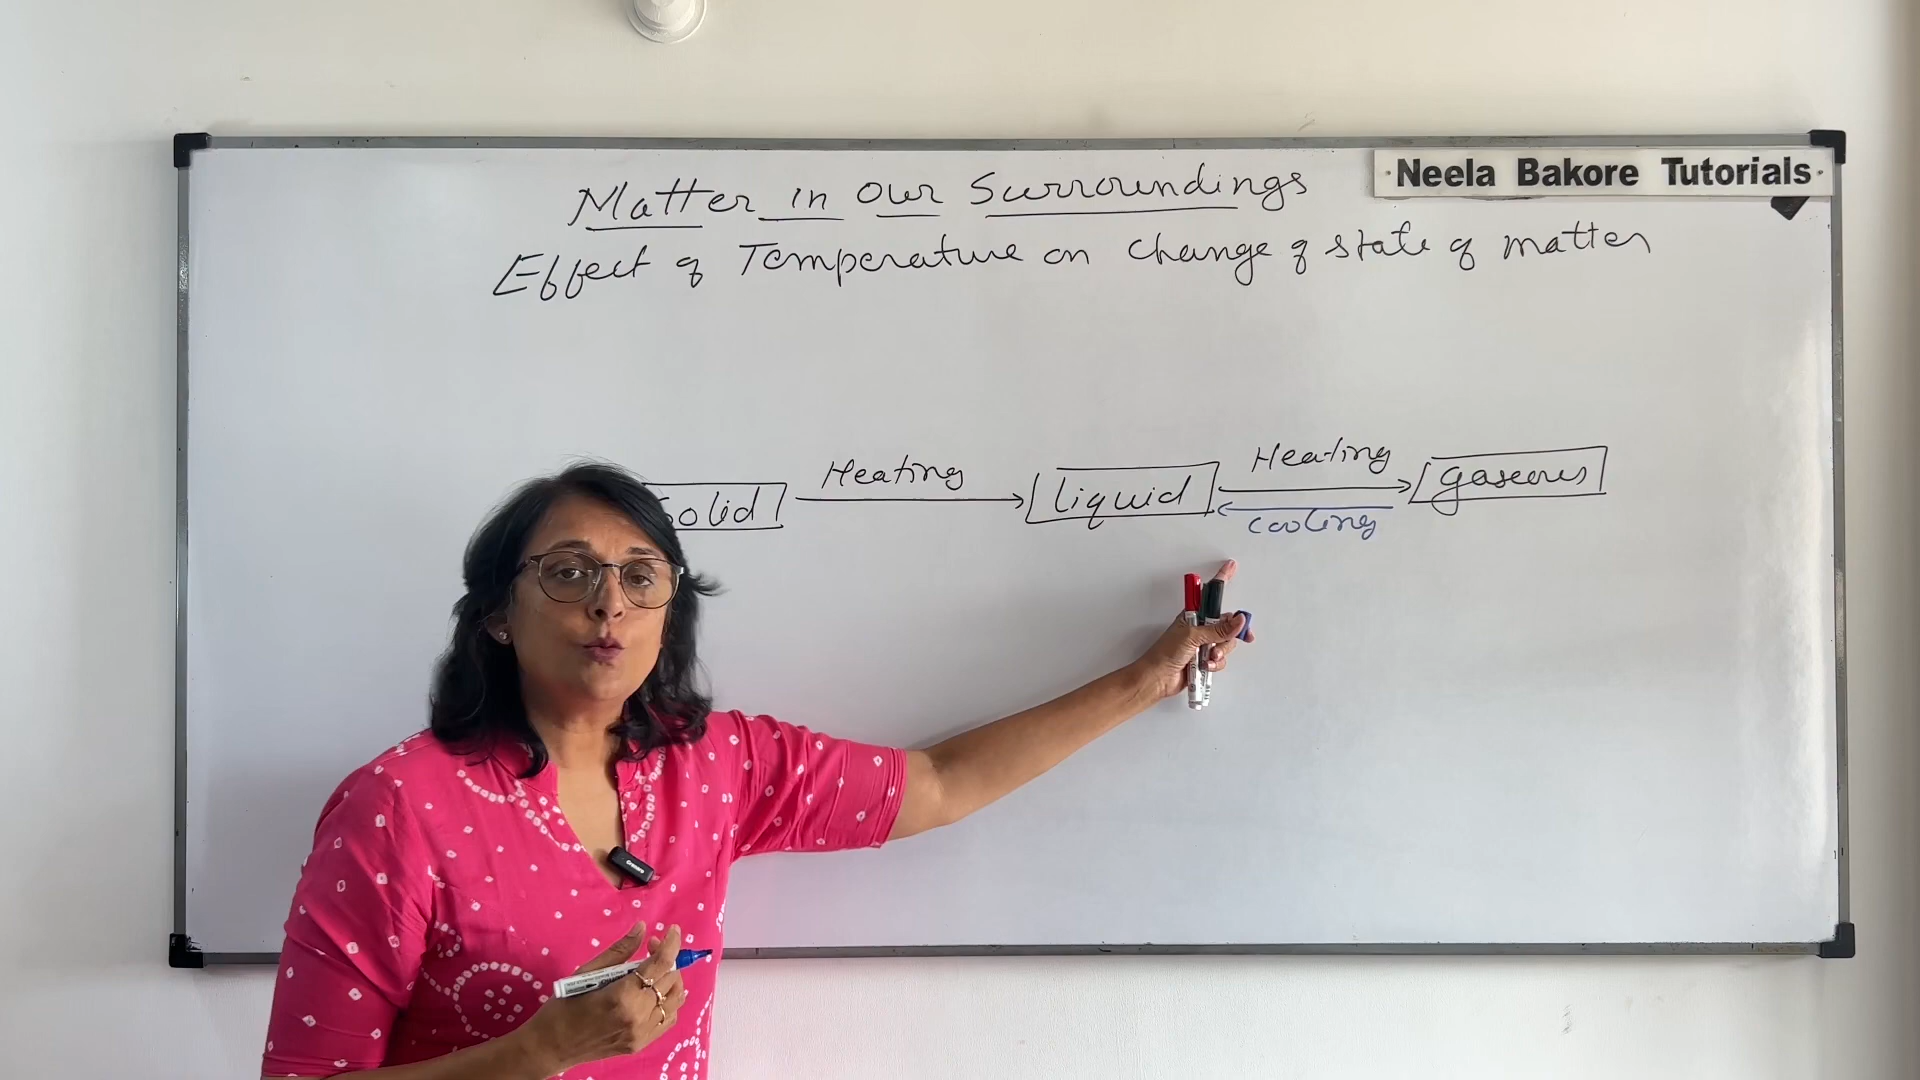 Neela Bakore Tutorials
Matter in our Surroundings
Effect of Temperature on change of state of matter
Solid Heating liquid Heating gaseous
cooling